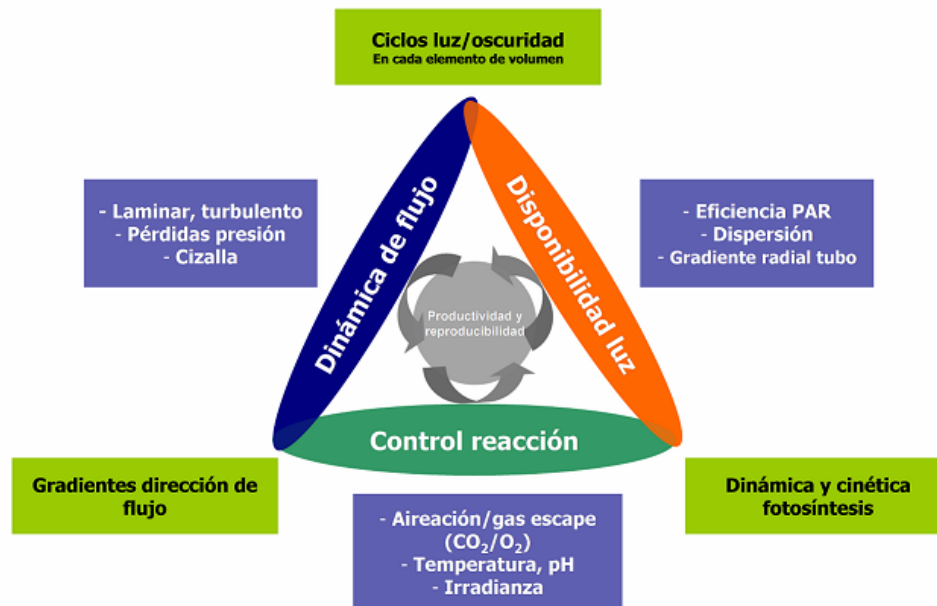 Ciclos luz/oscuridad
En cada elemento de volumen
- Laminar, turbulento
- Pérdidas presión
- Cizalla
Dinámica de flujo
Disponibilidad luz
- Eficiencia PAR
- Dispersión
- Gradiente radial tubo
Productividad y
reproducibilidad
Control reacción
Gradientes dirección de
flujo
- Aireación/gas escape
(CO₂/O₂)
- Temperatura, pH
- Irradianza
Dinámica y cinética
fotosíntesis